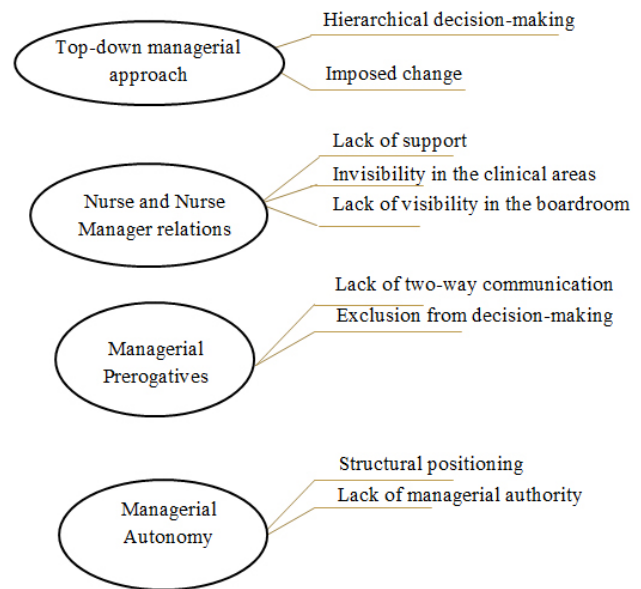 Top-down managerial
approach
Hierarchical decision-making
Imposed change
Nurse and Nurse
Manager relations
Lack of support
Invisibility in the clinical areas
Lack of visibility in the boardroom
Managerial
Prerogatives
Lack of two-way communication
Exclusion from decision-making
Managerial
Autonomy
Structural positioning
Lack of managerial authority